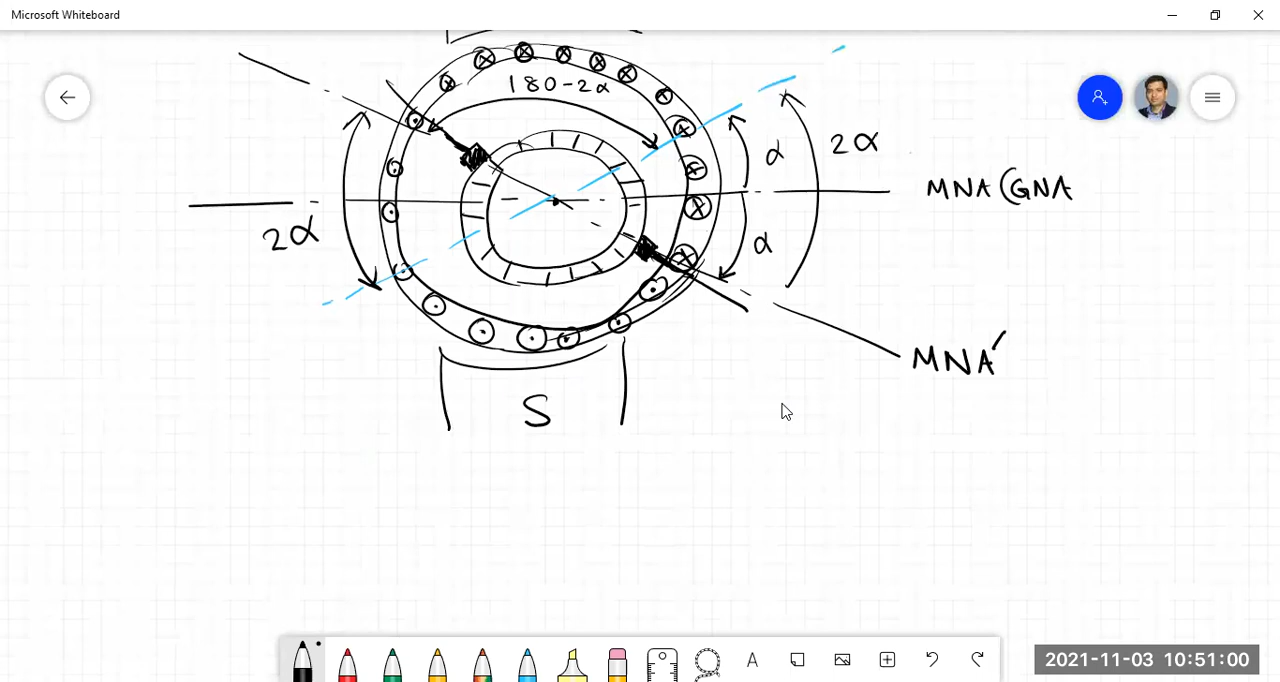 Microsoft Whiteboard
180-2α
α
2α
MNA (GNA
2α
α
MNA'
S
A
2021-11-03 10:51:00